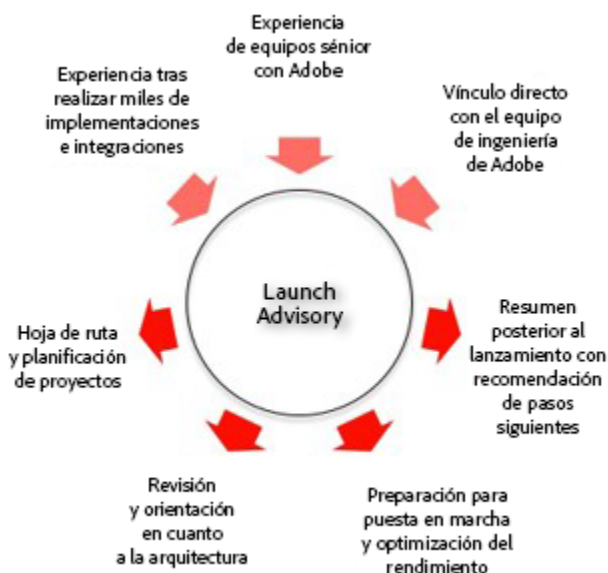 Experiencia
de equipos sénior
con Adobe
Experiencia tras
realizar miles de
implementaciones
e integraciones
Vínculo directo
con el equipo
de ingeniería
de Adobe
Launch
Advisory
Hoja de ruta
y planificación
de proyectos
Resumen
posterior al
lanzamiento con
recomendación
de pasos
siguientes
Revisión
y orientación
en cuanto
a la arquitectura
Preparación para
puesta en marcha
y optimización del
rendimiento